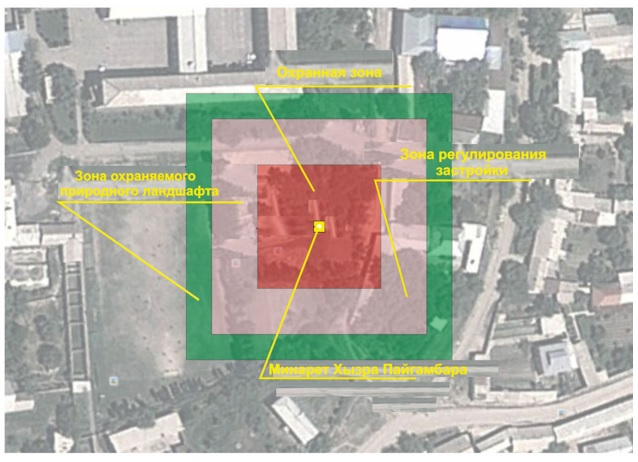 Охранная зона
Зона регулирования
застройки
Зона охраняемого
природного ландшафта
Минарет Хызра Пайгамбара